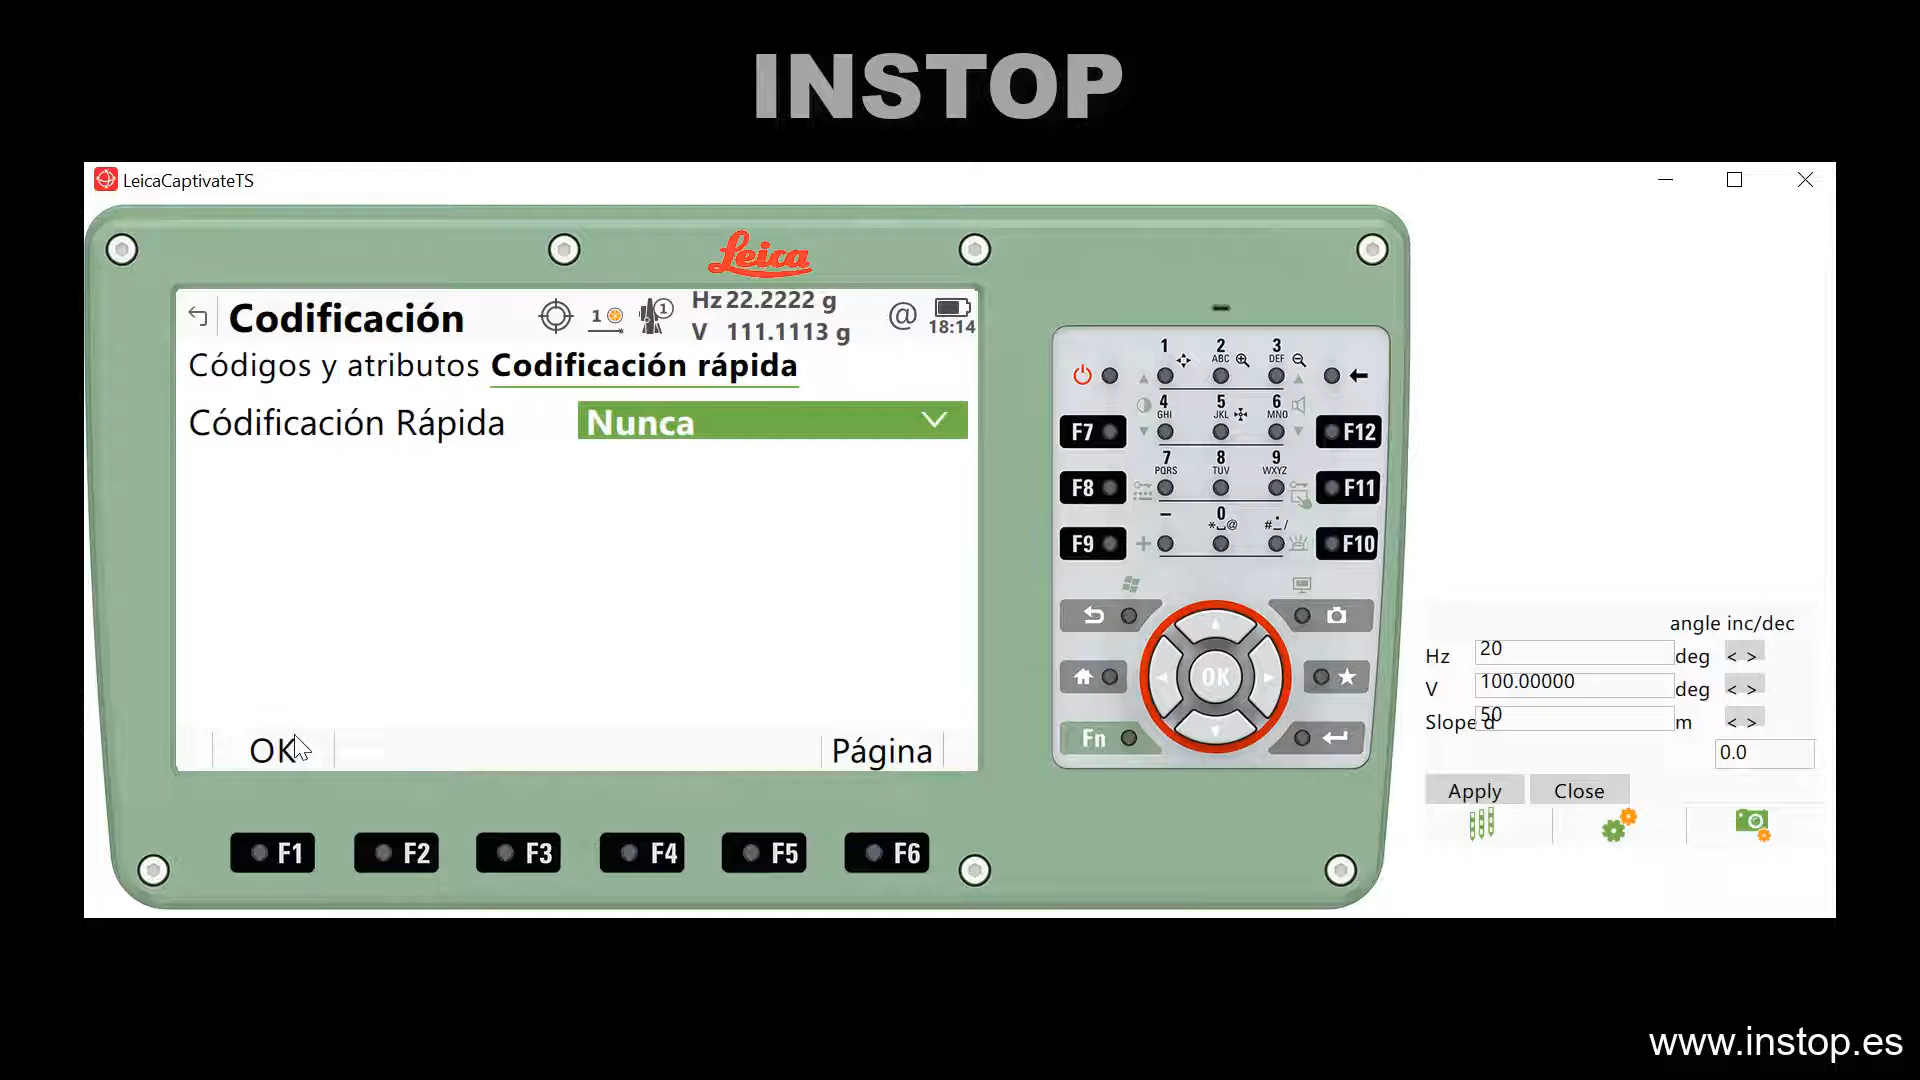 INSTOP
LeicaCaptivateTS
Leica
Codificación
1
1
Hz 22.2222 g
V 111.1113 g
@
18:14
Códigos y atributos Codificación rápida
Códificación Rápida Nunca
OK Página
F1 F2 F3 F4 F5 F6
1 2 ABC 3 DEF
4 GHI 5 JKL 6 MNO
F7 F12
7 PQRS 8 TUV 9 WXYZ
F8 F11
- 0 *␣@ . #_/
F9 F10
OK
Fn
angle inc/dec
Hz 20 deg < >
V 100.00000 deg < >
Slope d 50 m < >
0.0
Apply Close
www.instop.es